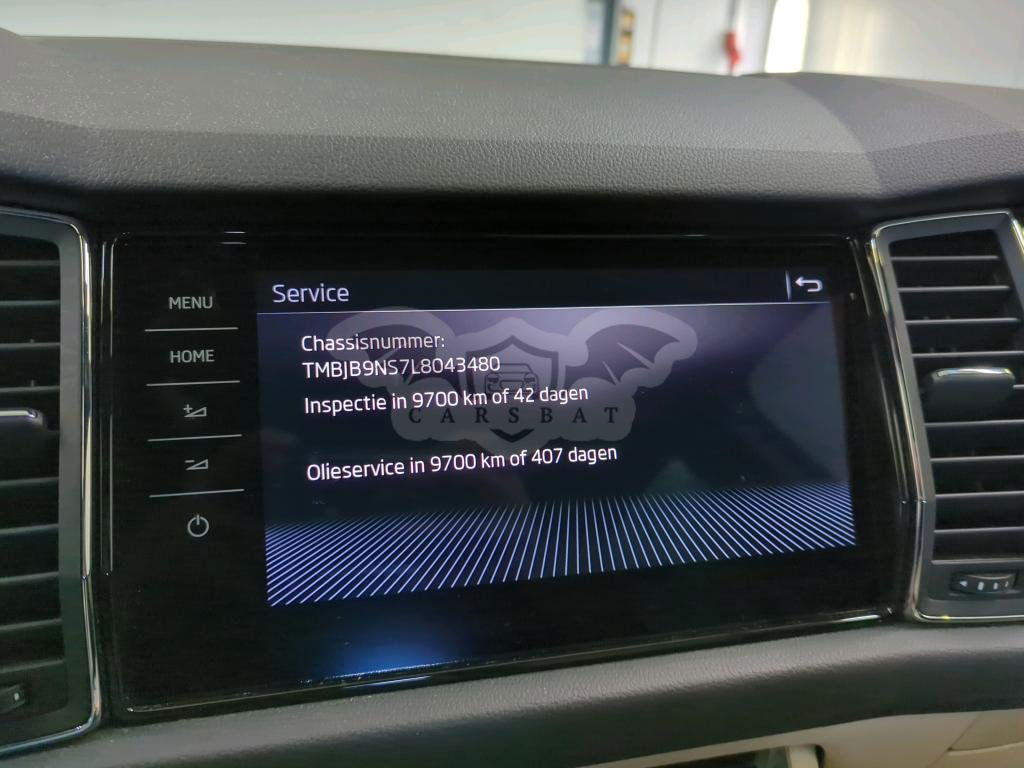 Service
MENU
HOME
Chassisnummer:
TMBJB9NS7L8043480
Inspectie in 9700 km of 42 dagen
CARSBAT
Olieservice in 9700 km of 407 dagen